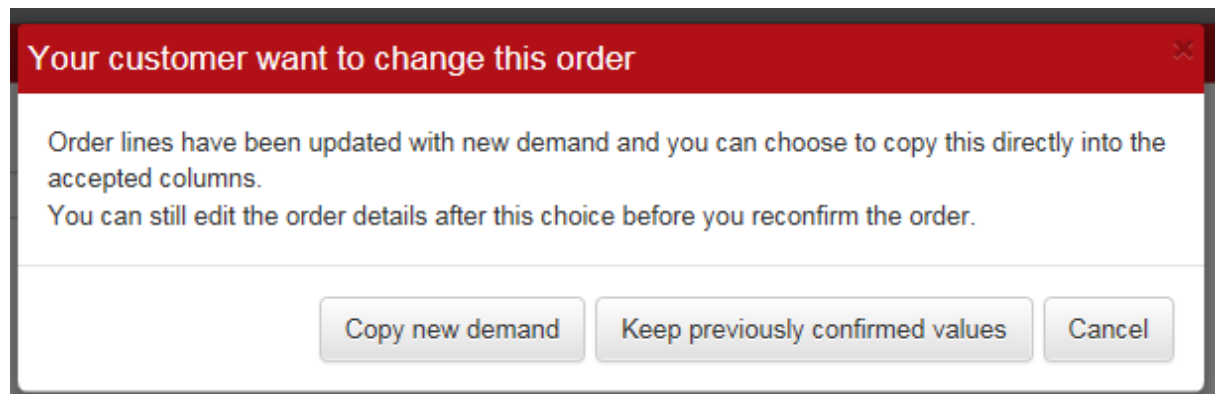 Your customer want to change this order
Order lines have been updated with new demand and you can choose to copy this directly into the
accepted columns.
You can still edit the order details after this choice before you reconfirm the order.
Copy new demand Keep previously confirmed values Cancel